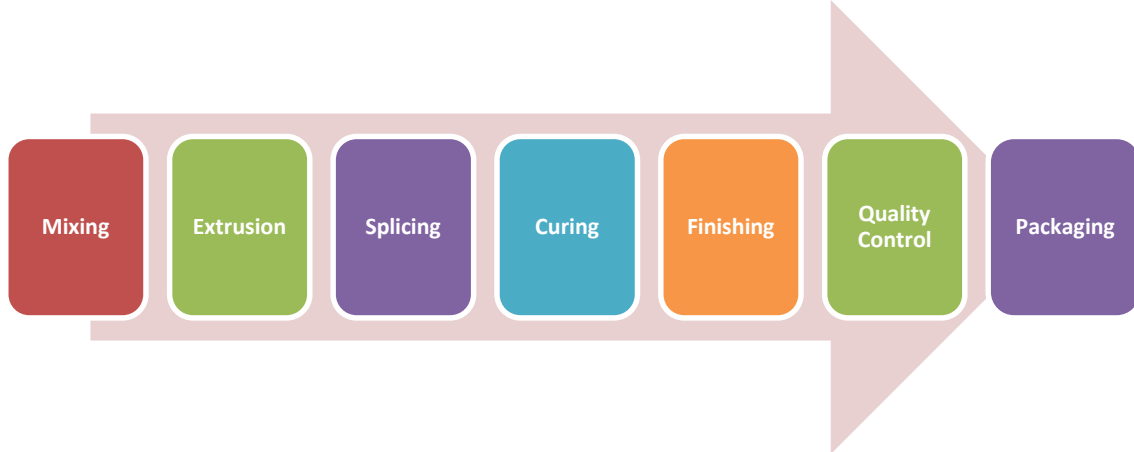 Mixing
Extrusion
Splicing
Curing
Finishing
Quality
Control
Packaging